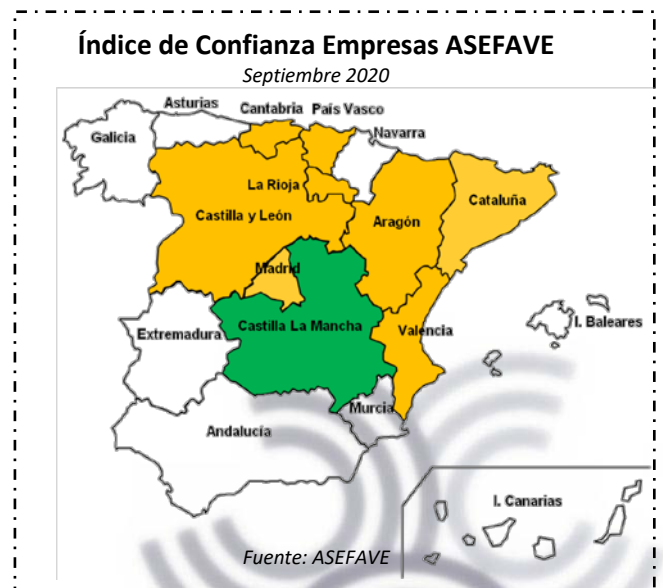 Índice de Confianza Empresas ASEFAVE
Septiembre 2020
Asturias
Cantabria
País Vasco
Galicia
Navarra
La Rioja
Cataluña
Castilla y León
Aragón
Madrid
Extremadura
Castilla La Mancha
Valencia
I. Baleares
Murcia
Andalucía
I. Canarias
Fuente: ASEFAVE